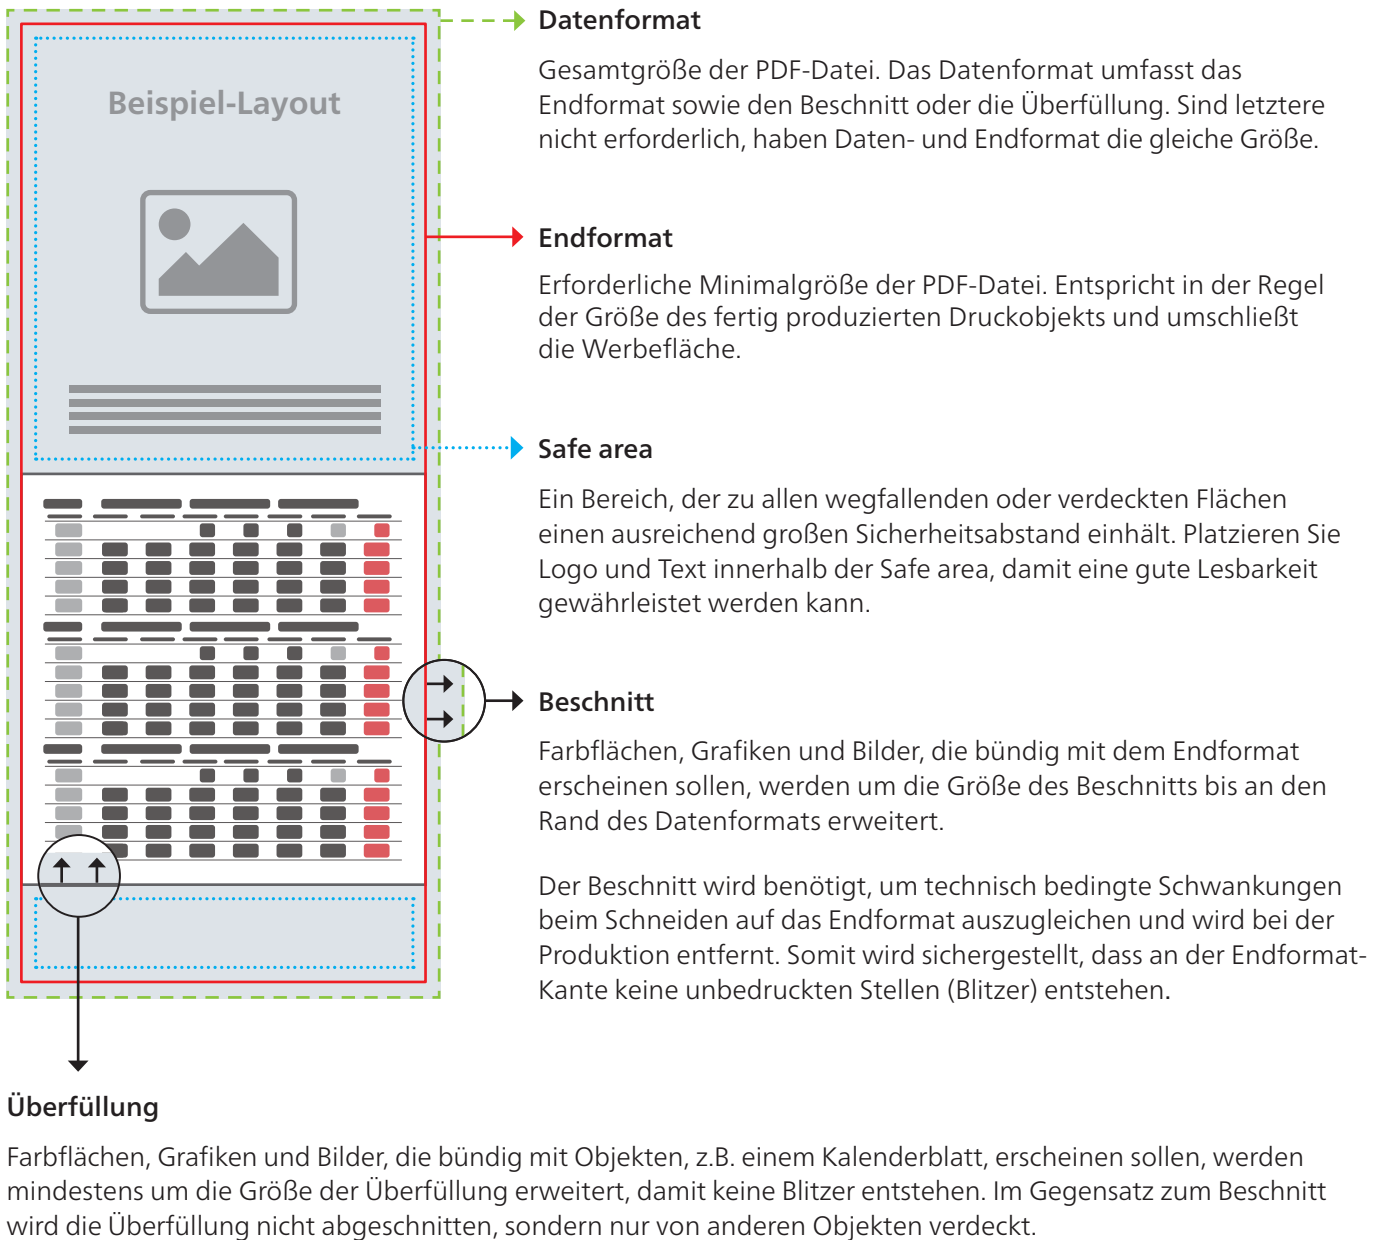 Beispiel-Layout
Datenformat
Gesamtgröße der PDF-Datei. Das Datenformat umfasst das
Endformat sowie den Beschnitt oder die Überfüllung. Sind letztere
nicht erforderlich, haben Daten- und Endformat die gleiche Größe.
Endformat
Erforderliche Minimalgröße der PDF-Datei. Entspricht in der Regel
der Größe des fertig produzierten Druckobjekts und umschließt
die Werbefläche.
Safe area
Ein Bereich, der zu allen wegfallenden oder verdeckten Flächen
einen ausreichend großen Sicherheitsabstand einhält. Platzieren Sie
Logo und Text innerhalb der Safe area, damit eine gute Lesbarkeit
gewährleistet werden kann.
Beschnitt
Farbflächen, Grafiken und Bilder, die bündig mit dem Endformat
erscheinen sollen, werden um die Größe des Beschnitts bis an den
Rand des Datenformats erweitert.
Der Beschnitt wird benötigt, um technisch bedingte Schwankungen
beim Schneiden auf das Endformat auszugleichen und wird bei der
Produktion entfernt. Somit wird sichergestellt, dass an der Endformat-
Kante keine unbedruckten Stellen (Blitzer) entstehen.
Überfüllung
Farbflächen, Grafiken und Bilder, die bündig mit Objekten, z.B. einem Kalenderblatt, erscheinen sollen, werden
mindestens um die Größe der Überfüllung erweitert, damit keine Blitzer entstehen. Im Gegensatz zum Beschnitt
wird die Überfüllung nicht abgeschnitten, sondern nur von anderen Objekten verdeckt.